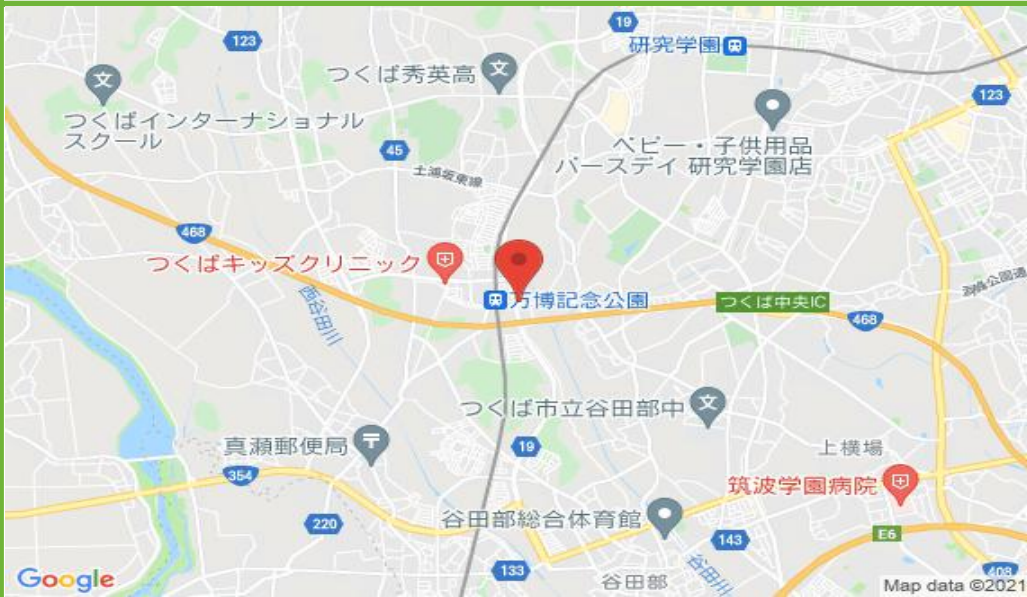 19
123
研究学園
つくば秀英高
123
つくばインターナショナル
スクール
ベビー・子供用品
バースデイ 研究学園店
45
土浦坂東線
468
つくばキッズクリニック
万博記念公園
つくば中央IC
468
西谷田川
つくば市立谷田部中
真瀬郵便局
19
上横場
354
筑波学園病院
220
谷田部総合体育館
143
E6
133
谷田部
谷田川
408
Google
Map data ©2021